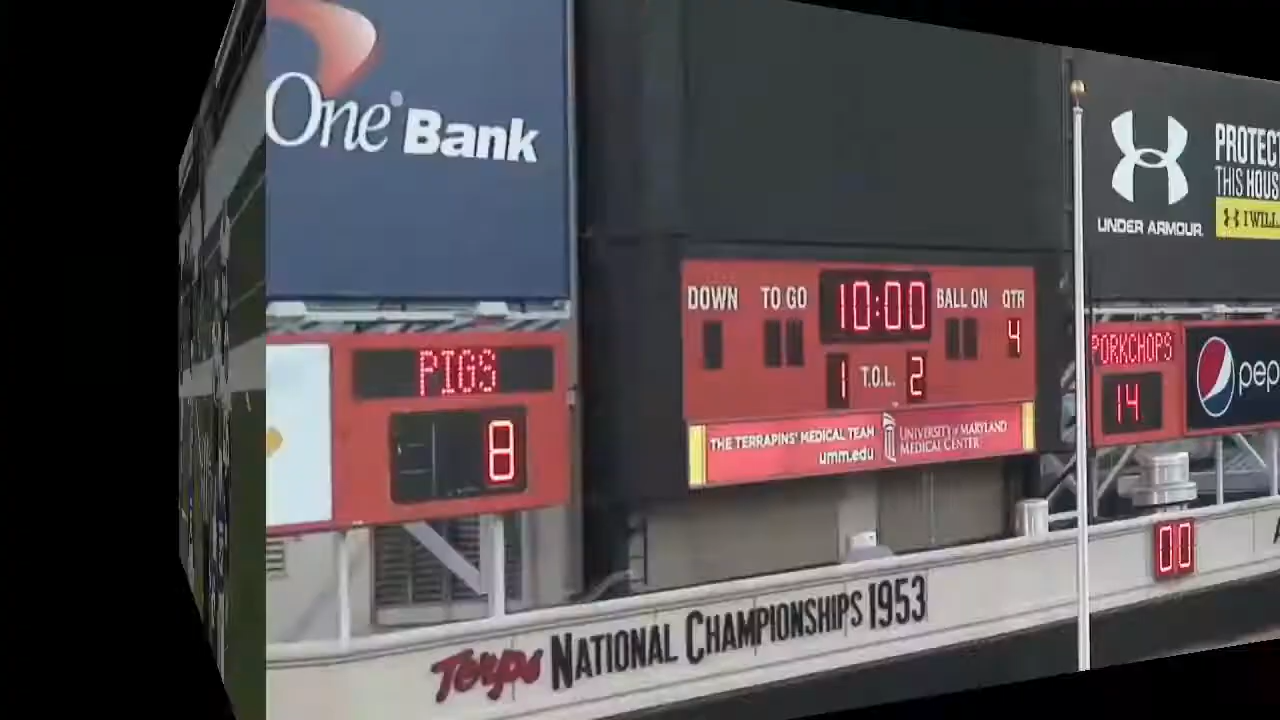 One Bank
UNDER ARMOUR
PROTECT
THIS HOUS
I WILL.
DOWN TO GO 10:00 BALL ON QTR
4
1 T.O.L. 2
THE TERRAPINS' MEDICAL TEAM
umm.edu
UNIVERSITY of MARYLAND
MEDICAL CENTER
PIGS
8
PORKCHOPS
14
pep
00
Terps NATIONAL CHAMPIONSHIPS 1953